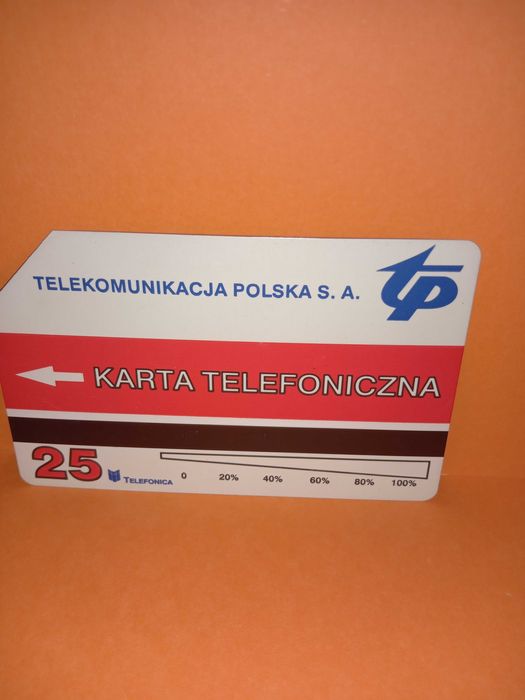 TELEKOMUNIKACJA POLSKA S. A.
TP
KARTA TELEFONICZNA
25 TELEFONICA 0 20% 40% 60% 80% 100%